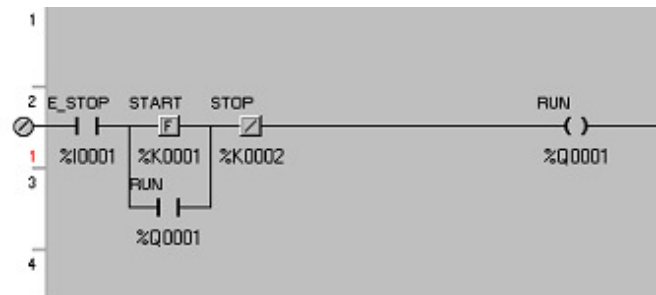 1
2 E_STOP START STOP RUN
F
1 %I0001 %K0001 %K0002 %Q0001
3 RUN
%Q0001
4